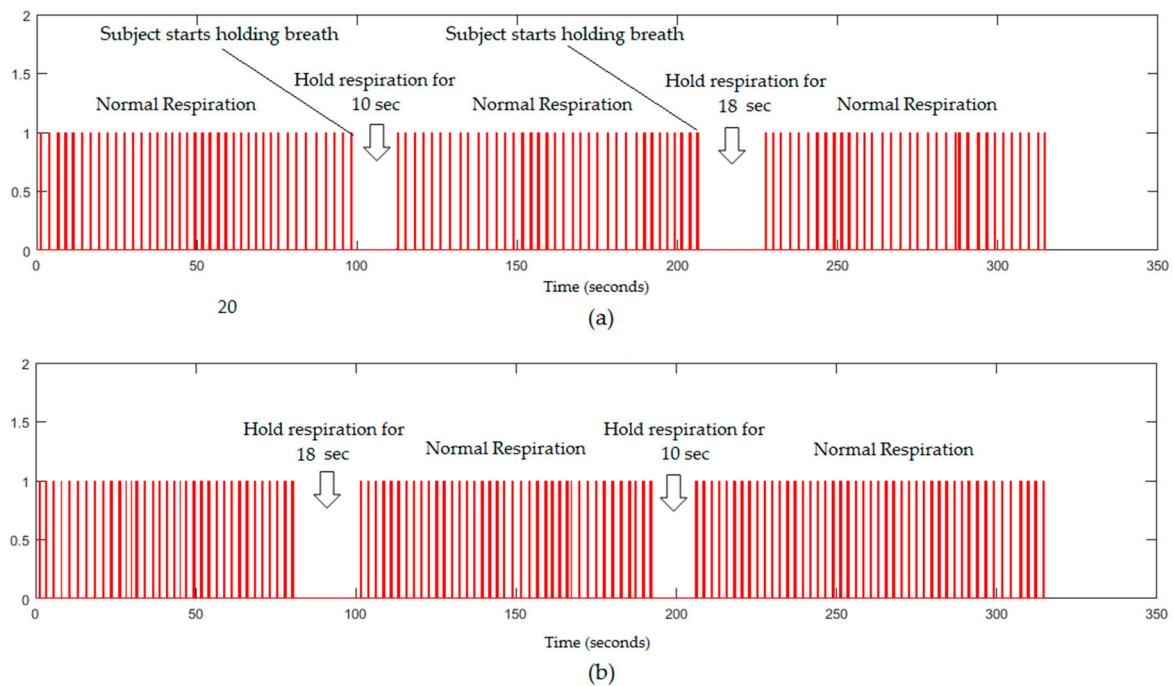 2
Subject starts holding breath
Subject starts holding breath
1.5
Hold respiration for
10 sec
Hold respiration for
18 sec
Normal Respiration
Normal Respiration
Normal Respiration
1
0.5
0
0 50 100 150 200 250 300 350
Time (seconds)
20
(a)
2
1.5
Hold respiration for
18 sec
Normal Respiration
Hold respiration for
10 sec
Normal Respiration
1
0.5
0
0 50 100 150 200 250 300 350
Time (seconds)
(b)